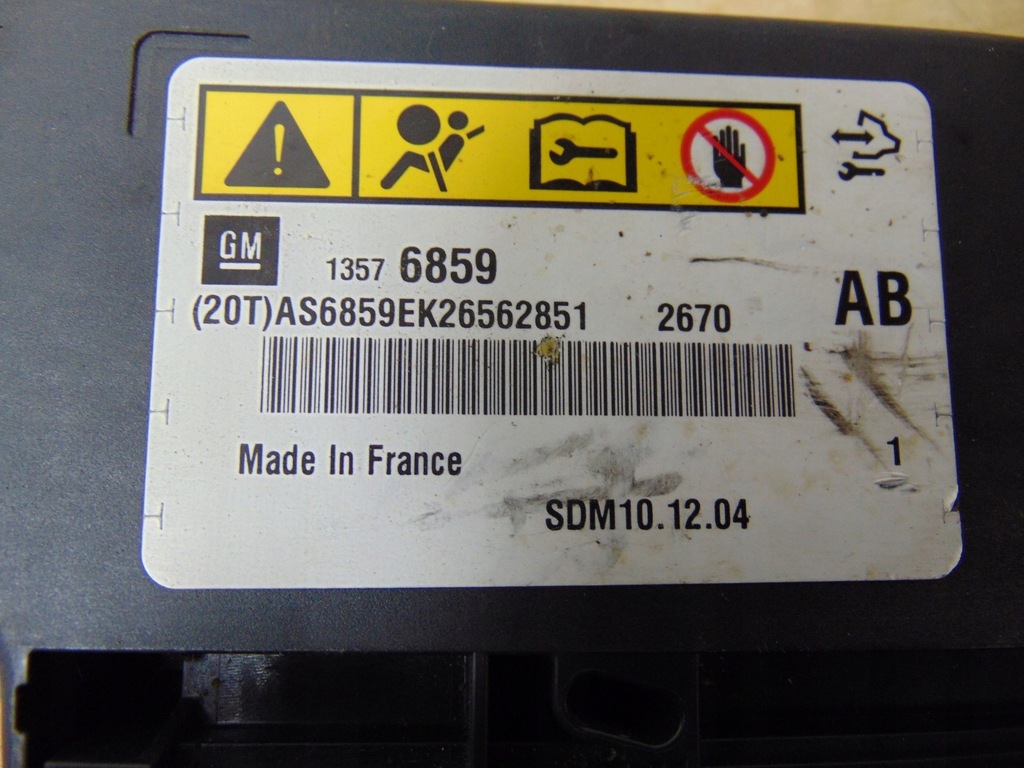 GM
1357 6859
(20T)AS6859EK26562851 2670
AB
Made In France
1
SDM10.12.04